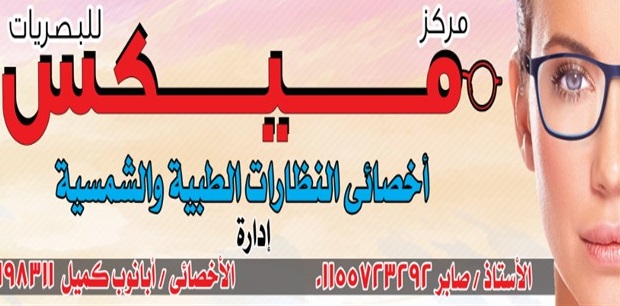 مركز
ميكس
للبصريات
أخصائى النظارات الطبية والشمسية
إدارة
الأستاذ / صابر ٠١١٥٥٧٢٣٢٩٢
الأخصائى / أبانوب كميل